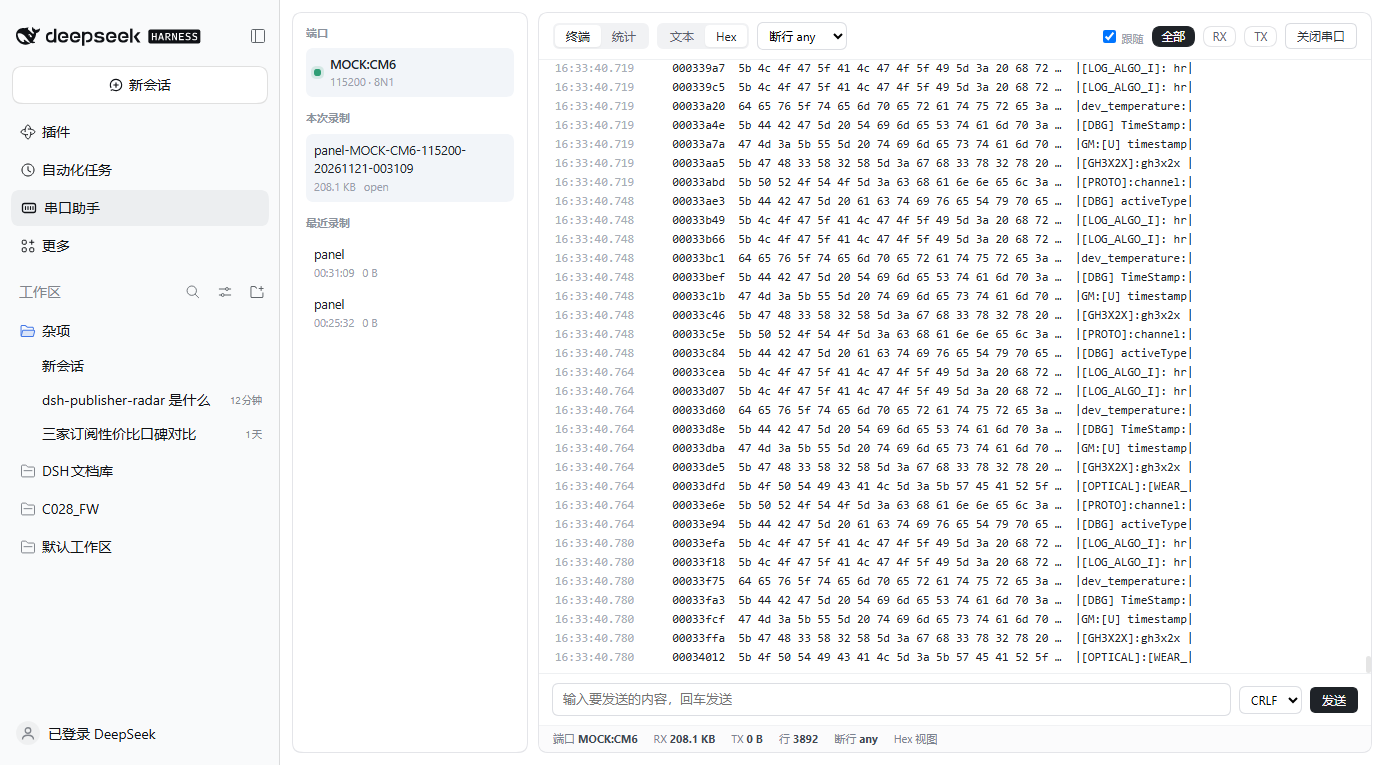 deepseek HARNESS
新会话
插件
自动化任务
串口助手
更多
工作区
杂项
新会话
dsh-publisher-radar 是什么 12分钟
三家订阅性价比口碑对比 1天
DSH文档库
C028_FW
默认工作区
已登录 DeepSeek
端口
MOCK:CM6
115200 · 8N1
本次录制
panel-MOCK-CM6-115200-
20261121-003109
208.1 KB open
最近录制
panel
00:31:09 0 B
panel
00:25:32 0 B
终端 统计 文本 Hex 断行 any 跟随 全部 RX TX 关闭串口
16:33:40.719 000339a7 5b 4c 4f 47 5f 41 4c 47 4f 5f 49 5d 3a 20 68 72 … |[LOG_ALGO_I]: hr|
16:33:40.719 000339c5 5b 4c 4f 47 5f 41 4c 47 4f 5f 49 5d 3a 20 68 72 … |[LOG_ALGO_I]: hr|
16:33:40.719 00033a20 64 65 76 5f 74 65 6d 70 65 72 61 74 75 72 65 3a … |dev_temperature:|
16:33:40.719 00033a4e 5b 44 42 47 5d 20 54 69 6d 65 53 74 61 6d 70 3a … |[DBG] TimeStamp:|
16:33:40.719 00033a7a 47 4d 3a 5b 55 5d 20 74 69 6d 65 73 74 61 6d 70 … |GM:[U] timestamp|
16:33:40.719 00033aa5 5b 47 48 33 58 32 58 5d 3a 67 68 33 78 32 78 20 … |[GH3X2X]:gh3x2x |
16:33:40.719 00033abd 5b 50 52 4f 54 4f 5d 3a 63 68 61 6e 6e 65 6c 3a … |[PROTO]:channel:|
16:33:40.719 00033ae3 5b 44 42 47 5d 20 61 63 74 69 76 65 54 79 70 65 … |[DBG] activeType|
16:33:40.748 00033b49 5b 4c 4f 47 5f 41 4c 47 4f 5f 49 5d 3a 20 68 72 … |[LOG_ALGO_I]: hr|
16:33:40.748 00033b66 5b 4c 4f 47 5f 41 4c 47 4f 5f 49 5d 3a 20 68 72 … |[LOG_ALGO_I]: hr|
16:33:40.748 00033bc1 64 65 76 5f 74 65 6d 70 65 72 61 74 75 72 65 3a … |dev_temperature:|
16:33:40.748 00033bef 5b 44 42 47 5d 20 54 69 6d 65 53 74 61 6d 70 3a … |[DBG] TimeStamp:|
16:33:40.748 00033c1b 47 4d 3a 5b 55 5d 20 74 69 6d 65 73 74 61 6d 70 … |GM:[U] timestamp|
16:33:40.748 00033c46 5b 47 48 33 58 32 58 5d 3a 67 68 33 78 32 78 20 … |[GH3X2X]:gh3x2x |
16:33:40.748 00033c5e 5b 50 52 4f 54 4f 5d 3a 63 68 61 6e 6e 65 6c 3a … |[PROTO]:channel:|
16:33:40.748 00033c84 5b 44 42 47 5d 20 61 63 74 69 76 65 54 79 70 65 … |[DBG] activeType|
16:33:40.764 00033cea 5b 4c 4f 47 5f 41 4c 47 4f 5f 49 5d 3a 20 68 72 … |[LOG_ALGO_I]: hr|
16:33:40.764 00033d07 5b 4c 4f 47 5f 41 4c 47 4f 5f 49 5d 3a 20 68 72 … |[LOG_ALGO_I]: hr|
16:33:40.764 00033d60 64 65 76 5f 74 65 6d 70 65 72 61 74 75 72 65 3a … |dev_temperature:|
16:33:40.764 00033d8e 5b 44 42 47 5d 20 54 69 6d 65 53 74 61 6d 70 3a … |[DBG] TimeStamp:|
16:33:40.764 00033dba 47 4d 3a 5b 55 5d 20 74 69 6d 65 73 74 61 6d 70 … |GM:[U] timestamp|
16:33:40.764 00033de5 5b 47 48 33 58 32 58 5d 3a 67 68 33 78 32 78 20 … |[GH3X2X]:gh3x2x |
16:33:40.764 00033dfd 5b 4f 50 54 49 43 41 4c 5d 3a 5b 57 45 41 52 5f … |[OPTICAL]:[WEAR_|
16:33:40.764 00033e6e 5b 50 52 4f 54 4f 5d 3a 63 68 61 6e 6e 65 6c 3a … |[PROTO]:channel:|
16:33:40.764 00033e94 5b 44 42 47 5d 20 61 63 74 69 76 65 54 79 70 65 … |[DBG] activeType|
16:33:40.780 00033efa 5b 4c 4f 47 5f 41 4c 47 4f 5f 49 5d 3a 20 68 72 … |[LOG_ALGO_I]: hr|
16:33:40.780 00033f18 5b 4c 4f 47 5f 41 4c 47 4f 5f 49 5d 3a 20 68 72 … |[LOG_ALGO_I]: hr|
16:33:40.780 00033f75 64 65 76 5f 74 65 6d 70 65 72 61 74 75 72 65 3a … |dev_temperature:|
16:33:40.780 00033fa3 5b 44 42 47 5d 20 54 69 6d 65 53 74 61 6d 70 3a … |[DBG] TimeStamp:|
16:33:40.780 00033fcf 47 4d 3a 5b 55 5d 20 74 69 6d 65 73 74 61 6d 70 … |GM:[U] timestamp|
16:33:40.780 00033ffa 5b 47 48 33 58 32 58 5d 3a 67 68 33 78 32 78 20 … |[GH3X2X]:gh3x2x |
16:33:40.780 00034012 5b 4f 50 54 49 43 41 4c 5d 3a 5b 57 45 41 52 5f … |[OPTICAL]:[WEAR_|
输入要发送的内容，回车发送 CRLF 发送
端口 MOCK:CM6 RX 208.1 KB TX 0 B 行 3892 断行 any Hex 视图